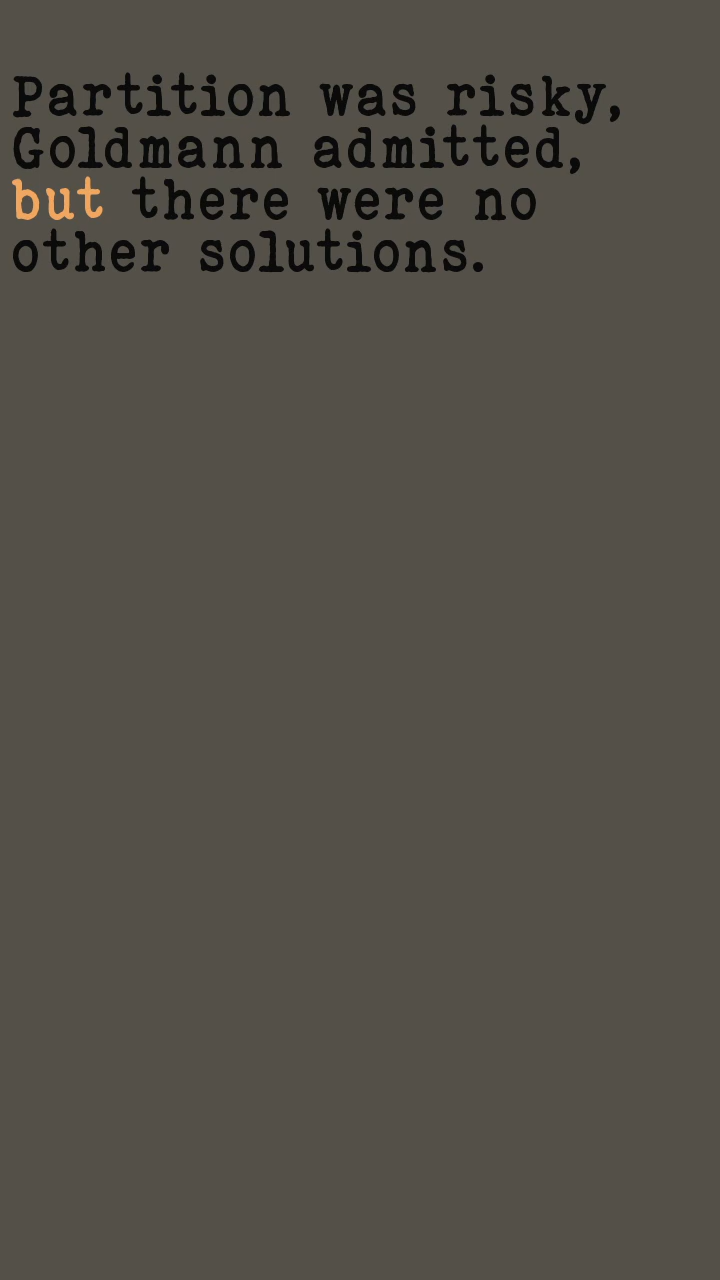 Partition was risky,
Goldmann admitted,
but there were no
other solutions.